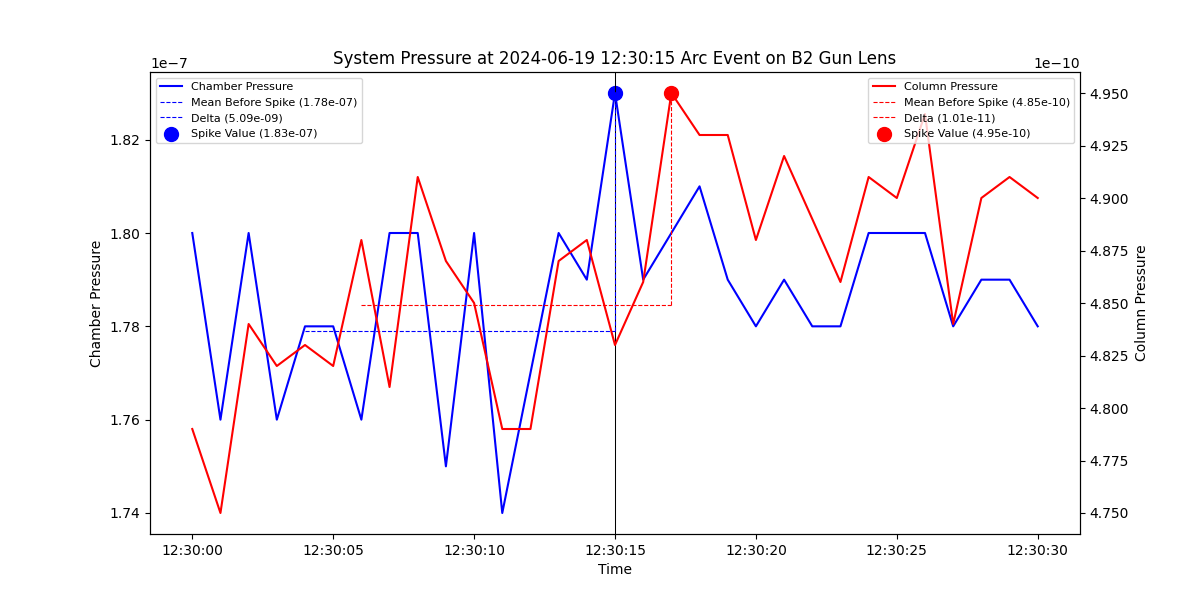 System Pressure at 2024-06-19 12:30:15 Arc Event on B2 Gun Lens
1e−7
1e−10
Chamber Pressure
Mean Before Spike (1.78e-07)
Delta (5.09e-09)
Spike Value (1.83e-07)
Column Pressure
Mean Before Spike (4.85e-10)
Delta (1.01e-11)
Spike Value (4.95e-10)
1.82
1.80
1.78
1.76
1.74
Chamber Pressure
4.950
4.925
4.900
4.875
4.850
4.825
4.800
4.775
4.750
Column Pressure
12:30:00
12:30:05
12:30:10
12:30:15
12:30:20
12:30:25
12:30:30
Time